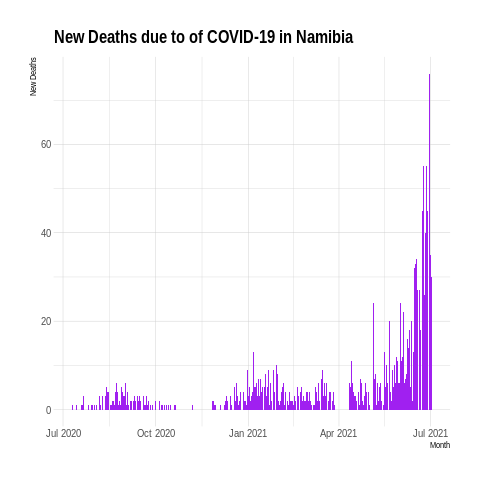 New Deaths due to of COVID-19 in Namibia
New Deaths
60
40
20
0
Jul 2020 Oct 2020 Jan 2021 Apr 2021 Jul 2021
Month